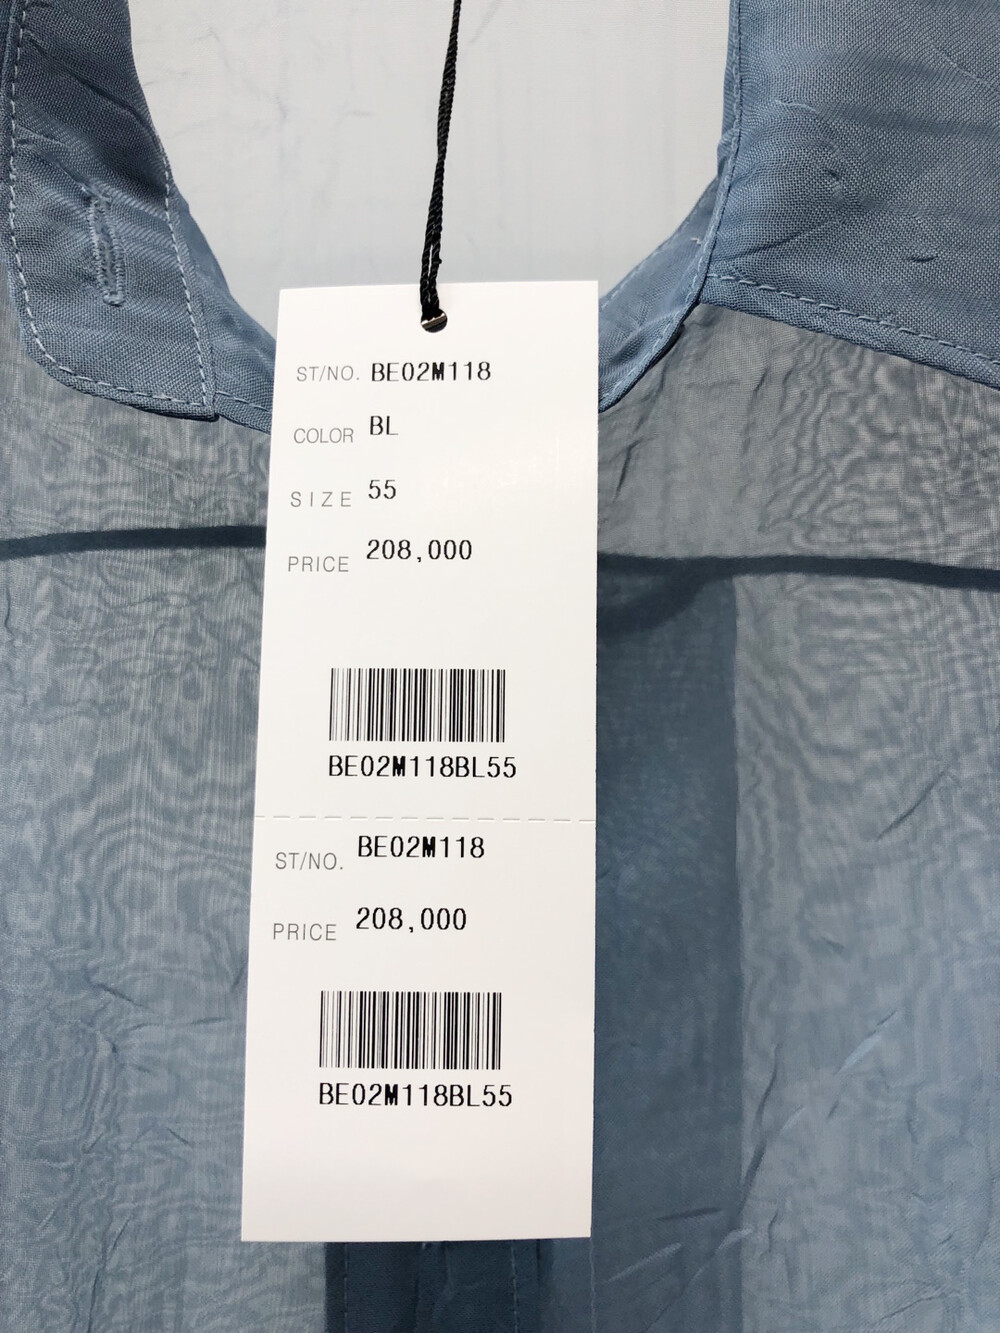 ST/NO. BE02M118
COLOR BL
SIZE 55
PRICE 208,000
BE02M118BL55
ST/NO. BE02M118
PRICE 208,000
BE02M118BL55